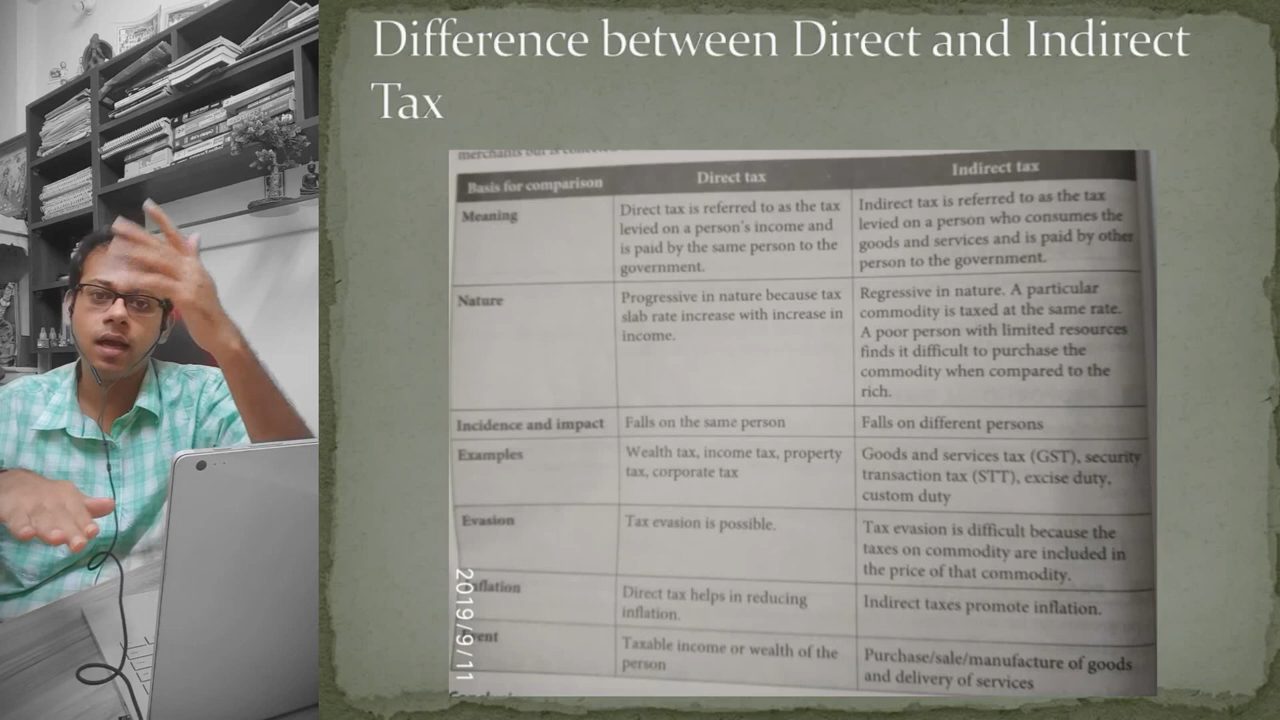 Difference between Direct and Indirect
Tax
Basis for comparison
Direct tax
Indirect tax
Meaning
Direct tax is referred to as the tax
levied on a person's income and
is paid by the same person to the
government.
Indirect tax is referred to as the tax
levied on a person who consumes the
goods and services and is paid by other
person to the government.
Nature
Progressive in nature because tax
slab rate increase with increase in
income.
Regressive in nature. A particular
commodity is taxed at the same rate.
A poor person with limited resources
finds it difficult to purchase the
commodity when compared to the
rich.
Incidence and impact
Falls on the same person
Falls on different persons
Examples
Wealth tax, income tax, property
tax, corporate tax
Goods and services tax (GST), security
transaction tax (STT), excise duty,
custom duty
Evasion
Tax evasion is possible.
Tax evasion is difficult because the
taxes on commodity are included in
the price of that commodity.
Direct tax helps in reducing
inflation.
Indirect taxes promote inflation.
Taxable income or wealth of the
person
Purchase/sale/manufacture of goods
and delivery of services
2019/9/11